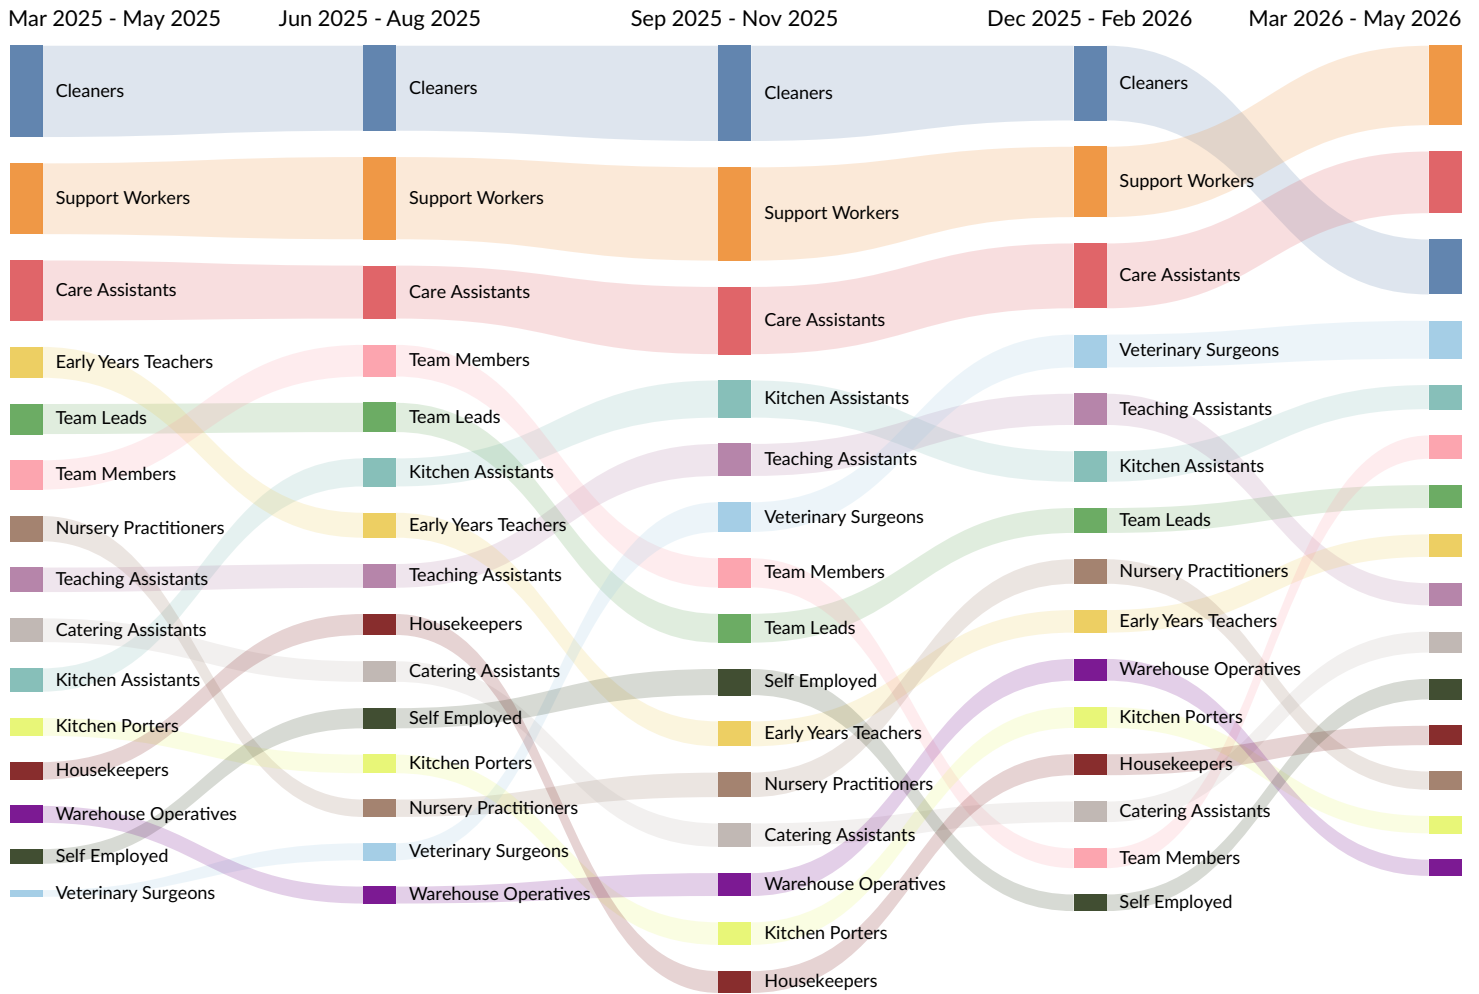 Mar 2025 - May 2025
Jun 2025 - Aug 2025
Sep 2025 - Nov 2025
Dec 2025 - Feb 2026
Mar 2026 - May 2026
Cleaners
Support Workers
Care Assistants
Early Years Teachers
Team Leads
Team Members
Nursery Practitioners
Teaching Assistants
Catering Assistants
Kitchen Assistants
Kitchen Porters
Housekeepers
Warehouse Operatives
Self Employed
Veterinary Surgeons
Cleaners
Support Workers
Care Assistants
Team Members
Team Leads
Kitchen Assistants
Early Years Teachers
Teaching Assistants
Housekeepers
Catering Assistants
Self Employed
Kitchen Porters
Nursery Practitioners
Veterinary Surgeons
Warehouse Operatives
Cleaners
Support Workers
Care Assistants
Kitchen Assistants
Teaching Assistants
Veterinary Surgeons
Team Members
Team Leads
Self Employed
Early Years Teachers
Nursery Practitioners
Catering Assistants
Warehouse Operatives
Kitchen Porters
Housekeepers
Cleaners
Support Workers
Care Assistants
Veterinary Surgeons
Teaching Assistants
Kitchen Assistants
Team Leads
Nursery Practitioners
Early Years Teachers
Warehouse Operatives
Kitchen Porters
Housekeepers
Catering Assistants
Team Members
Self Employed